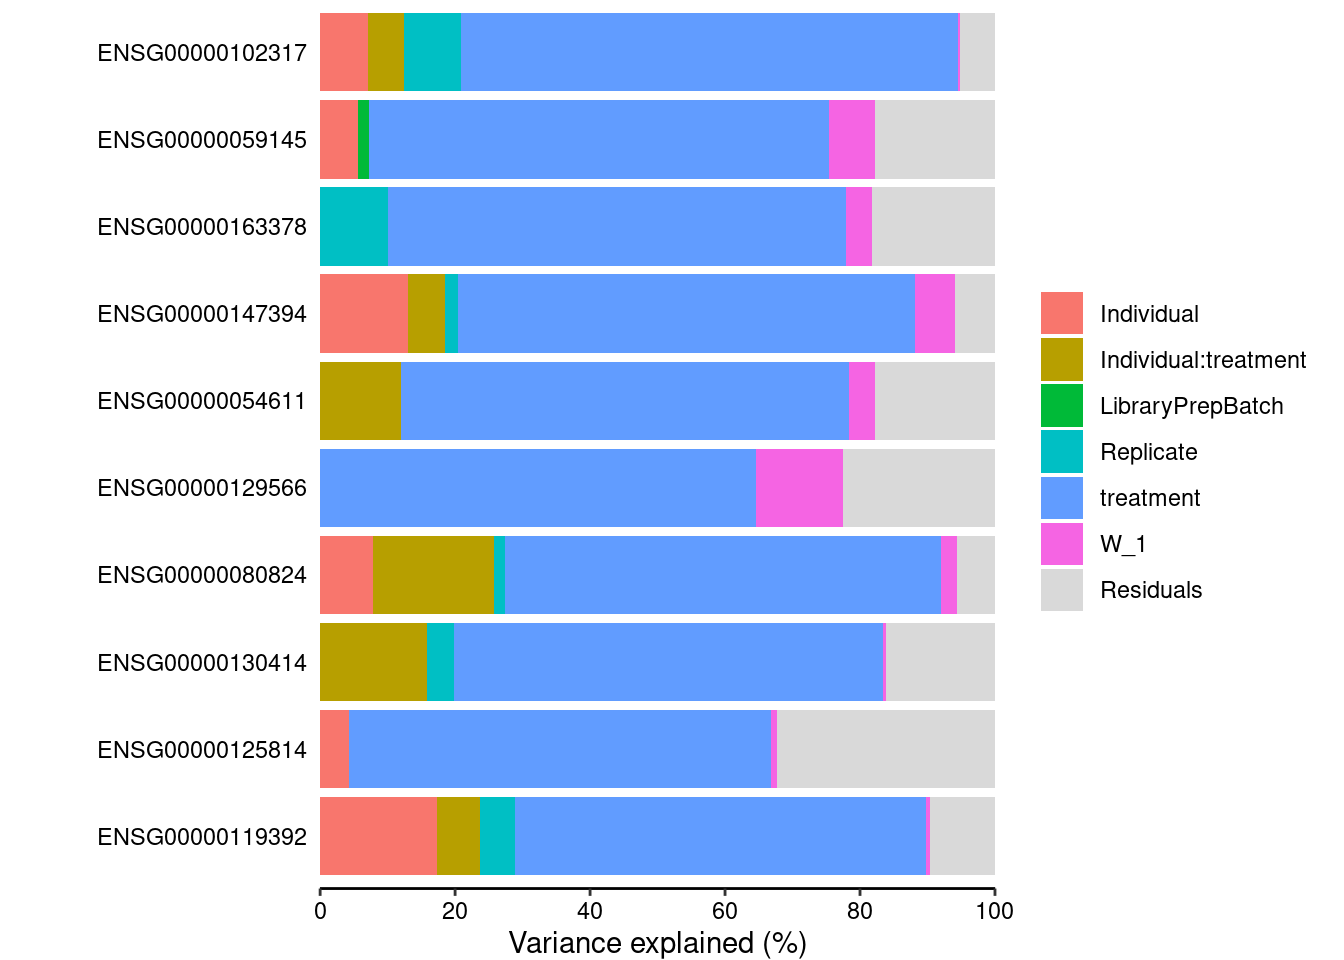 ENSG00000102317
ENSG00000059145
ENSG00000163378
ENSG00000147394
ENSG00000054611
ENSG00000129566
ENSG00000080824
ENSG00000130414
ENSG00000125814
ENSG00000119392
0 20 40 60 80 100
Variance explained (%)
Individual
Individual:treatment
LibraryPrepBatch
Replicate
treatment
W_1
Residuals